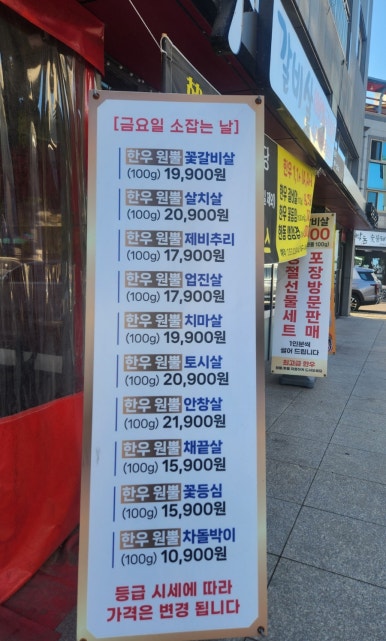 [금요일 소잡는 날]
한우 원뿔 꽃갈비살
(100g) 19,900원
한우 원뿔 살치살
(100g) 20,900원
한우 원뿔 제비추리
(100g) 17,900원
한우 원뿔 업진살
(100g) 17,900원
한우 원뿔 치마살
(100g) 19,900원
한우 원뿔 토시살
(100g) 20,900원
한우 원뿔 안창살
(100g) 21,900원
한우 원뿔 채끝살
(100g) 15,900원
한우 원뿔 꽃등심
(100g) 15,900원
한우 원뿔 차돌박이
(100g) 10,900원
등급 시세에 따라
가격은 변경 됩니다
갈비살
포장방문판매
명절선물세트
1인분씩
썰어 드립니다
최고급 한우